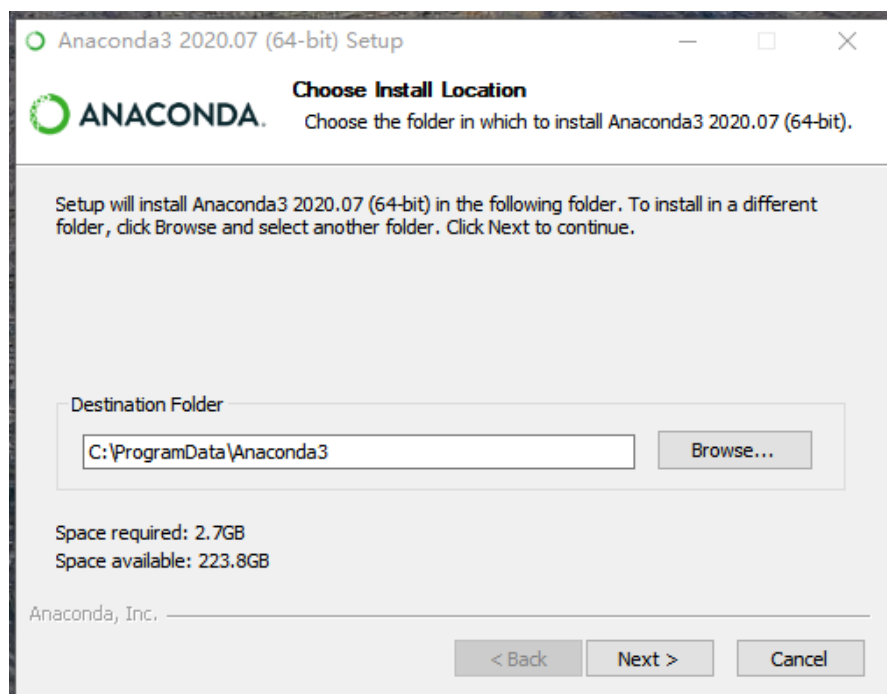 Anaconda3 2020.07 (64-bit) Setup
ANACONDA.
Choose Install Location
Choose the folder in which to install Anaconda3 2020.07 (64-bit).
Setup will install Anaconda3 2020.07 (64-bit) in the following folder. To install in a different
folder, click Browse and select another folder. Click Next to continue.
Destination Folder
C:\ProgramData\Anaconda3
Browse...
Space required: 2.7GB
Space available: 223.8GB
Anaconda, Inc.
< Back
Next >
Cancel